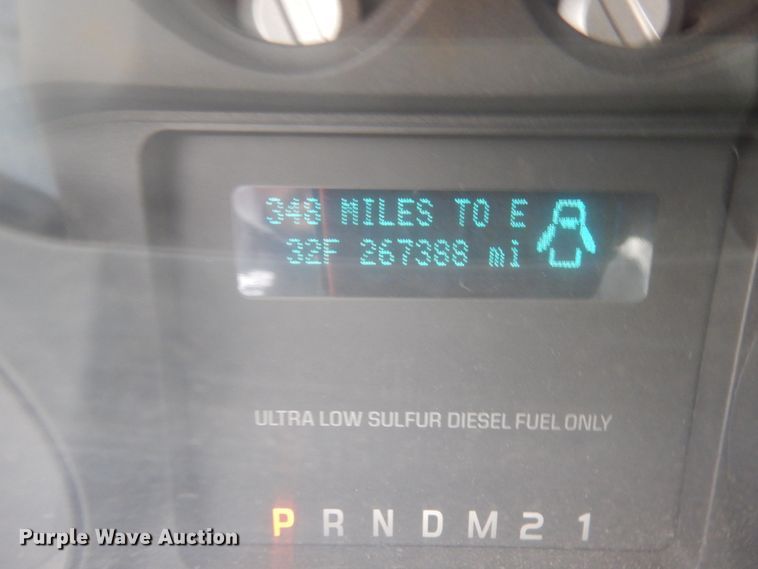 348 MILES TO E
32F 267388 mi
ULTRA LOW SULFUR DIESEL FUEL ONLY
P R N D M 2 1
Purple Wave Auction